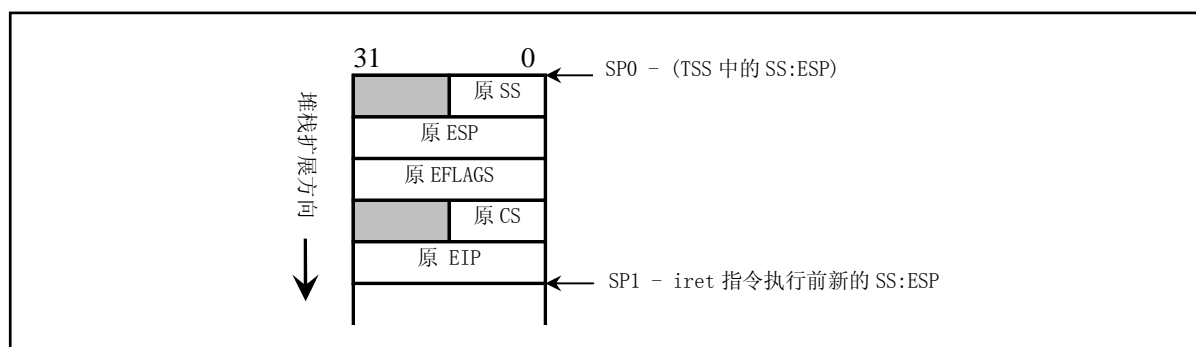 31 0
SP0 - (TSS 中的 SS:ESP)
原 SS
原 ESP
原 EFLAGS
原 CS
原 EIP
SP1 - iret 指令执行前新的 SS:ESP
堆栈扩展方向